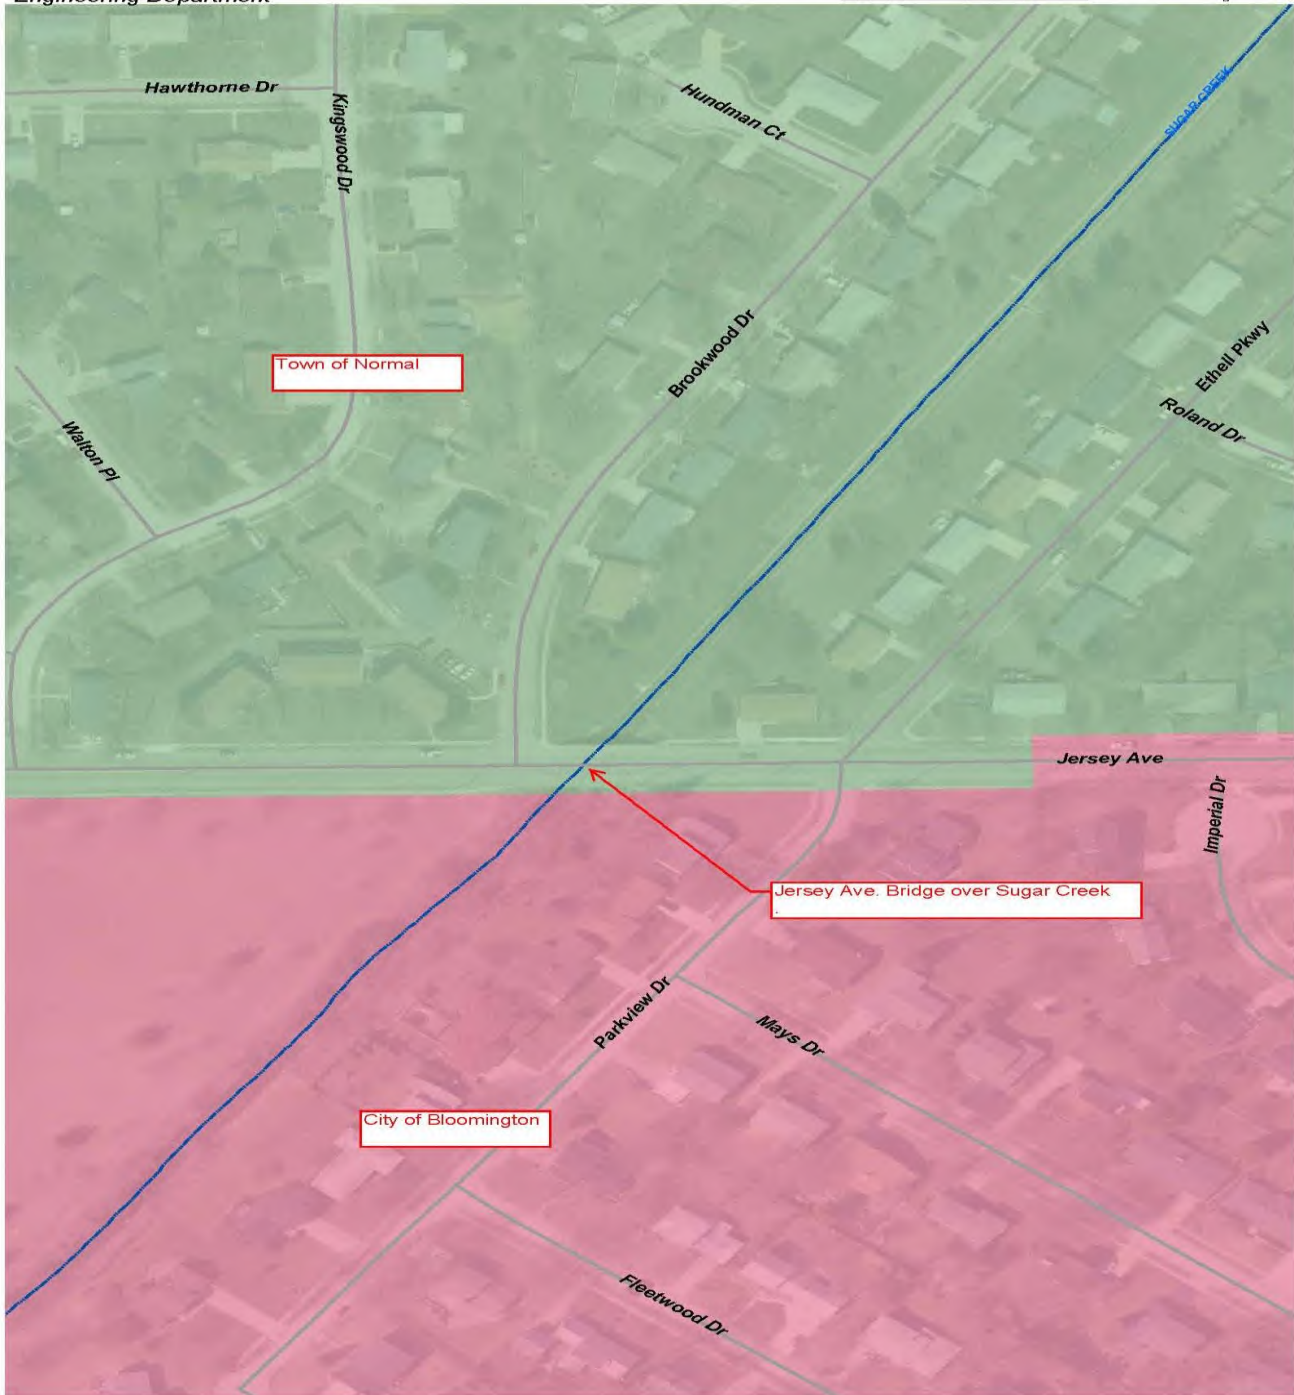 Engineering Department
Hawthorne Dr
Kingswood Dr
Hundman Ct
SUGAR CREEK
Brookwood Dr
Ethell Pkwy
Roland Dr
Town of Normal
Walton Pl
Jersey Ave
Imperial Dr
Jersey Ave. Bridge over Sugar Creek
.
Parkview Dr
Mays Dr
City of Bloomington
Fleetwood Dr